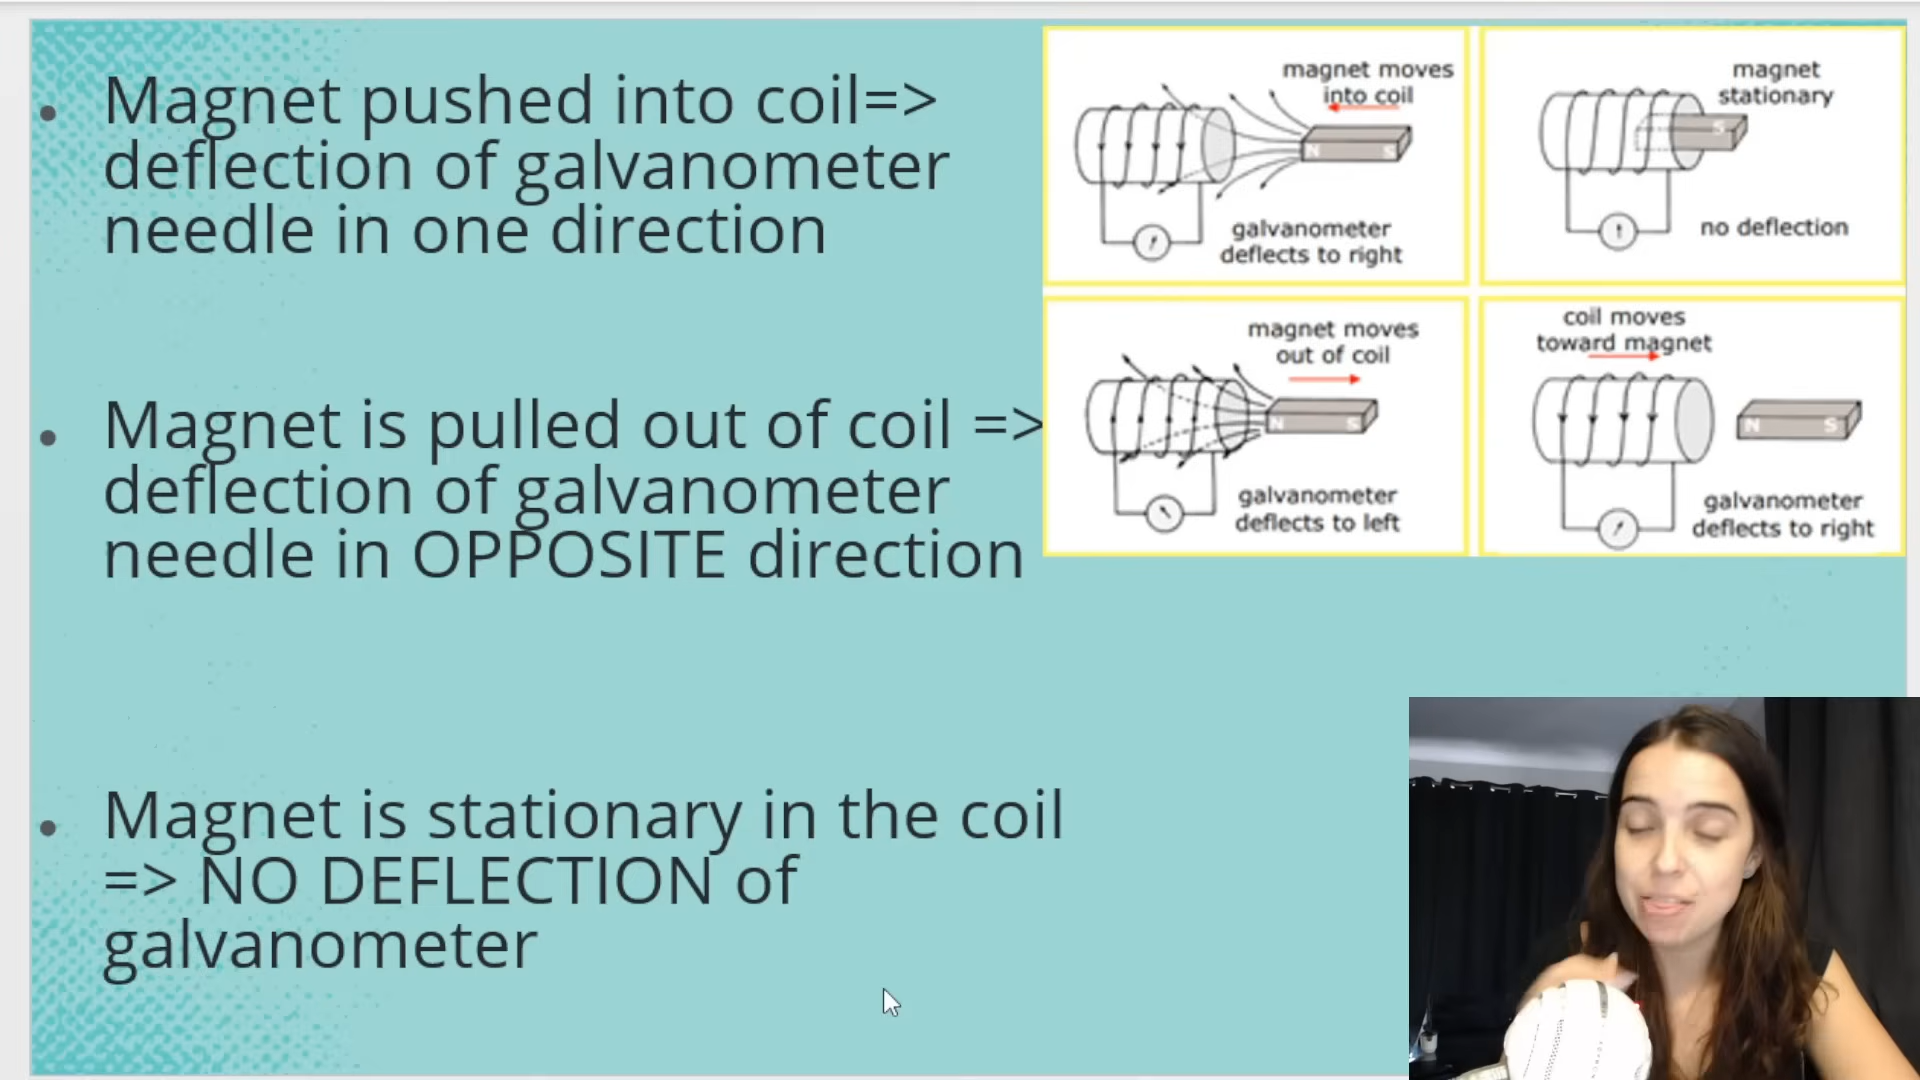 • Magnet pushed into coil=>
deflection of galvanometer
needle in one direction
• Magnet is pulled out of coil =>
deflection of galvanometer
needle in OPPOSITE direction
• Magnet is stationary in the coil
=> NO DEFLECTION of
galvanometer
magnet moves
into coil
N S
galvanometer
deflects to right
magnet
stationary
S
no deflection
magnet moves
out of coil
N S
galvanometer
deflects to left
coil moves
toward magnet
N S
galvanometer
deflects to right